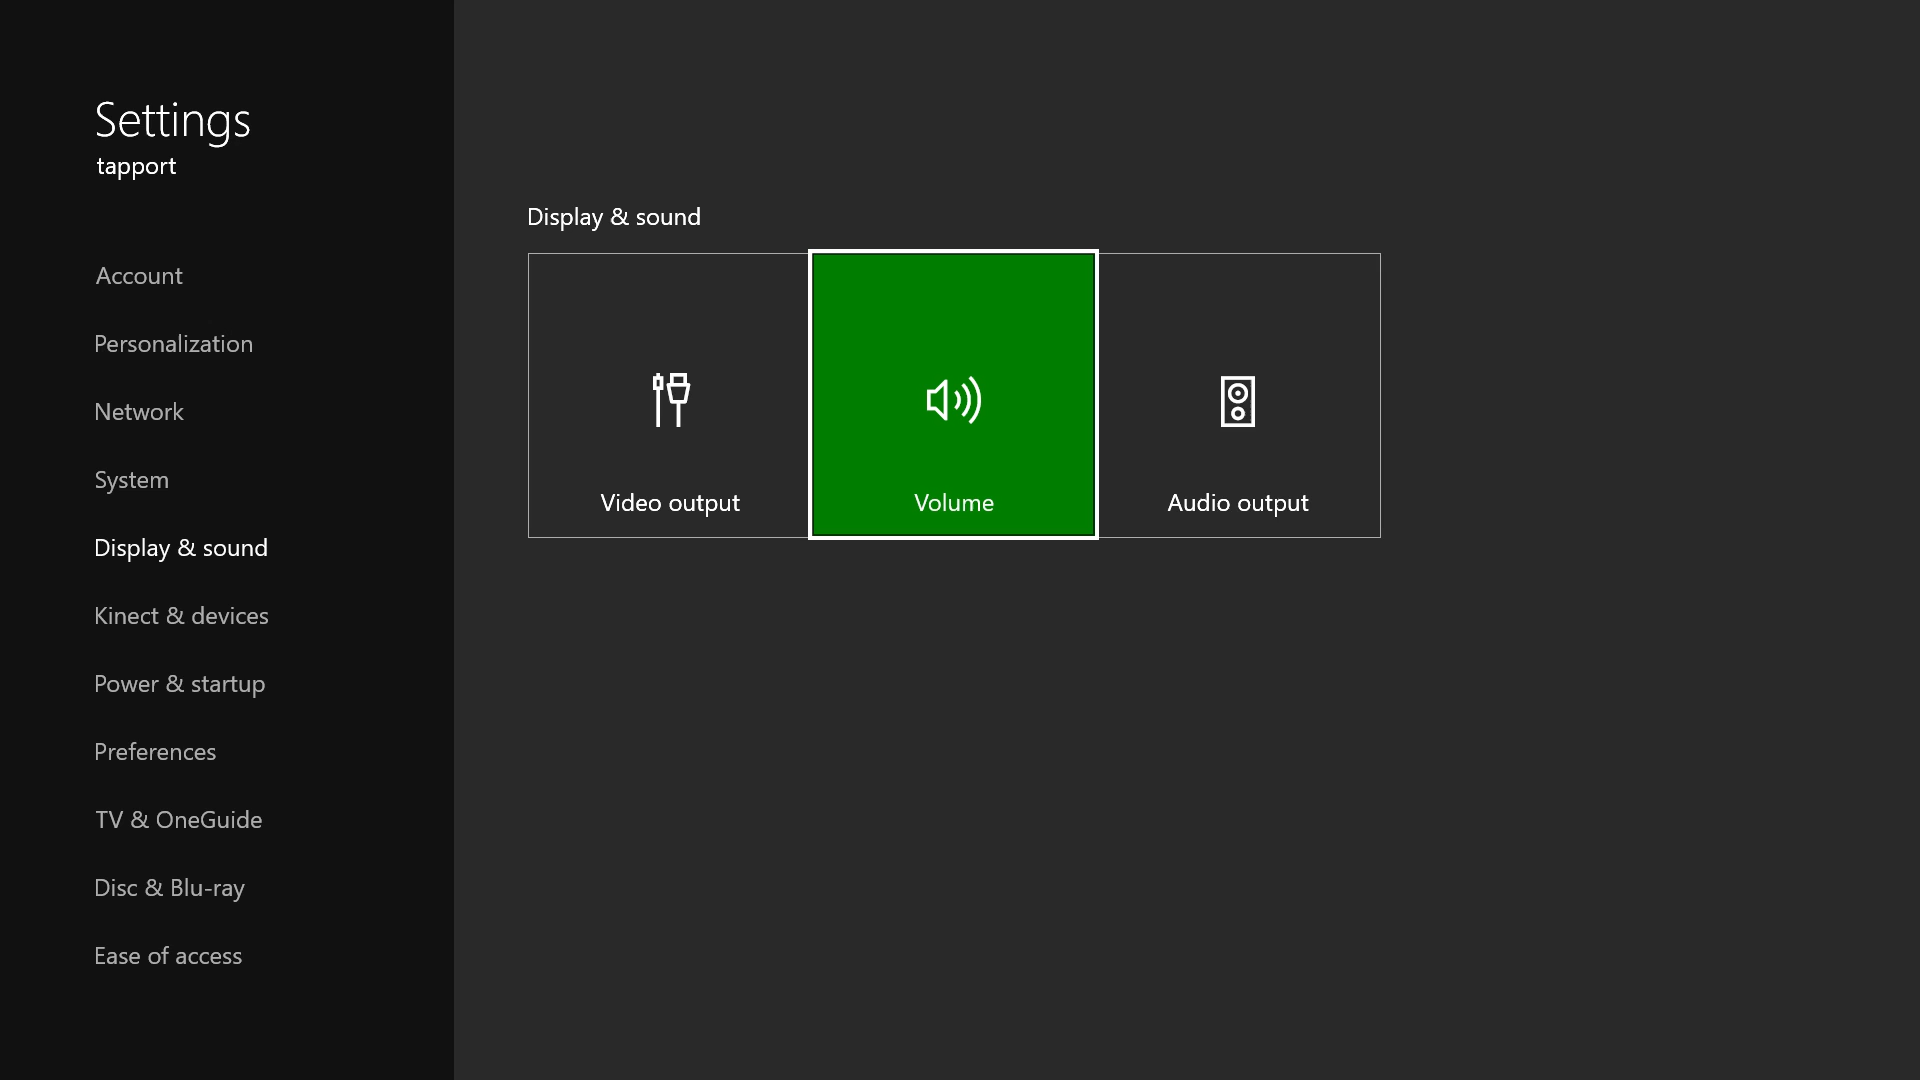 Settings
tapport
Account
Personalization
Network
System
Display & sound
Kinect & devices
Power & startup
Preferences
TV & OneGuide
Disc & Blu-ray
Ease of access
Display & sound
Video output
Volume
Audio output